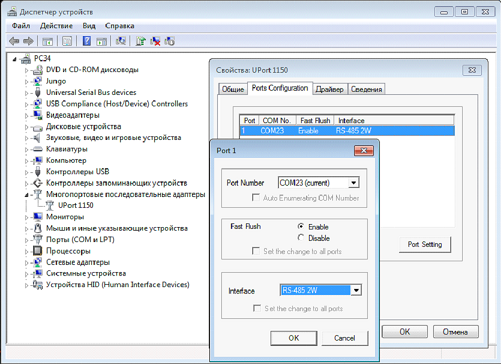 Диспетчер устройств
Файл Действие Вид Справка
PC34
DVD и CD-ROM дисководы
Jungo
Universal Serial Bus devices
USB Compliance (Host/Device) Controllers
Видеоадаптеры
Дисковые устройства
Звуковые, видео и игровые устройства
Клавиатуры
Компьютер
Контроллеры USB
Контроллеры запоминающих устройств
Многопортовые последовательные адаптеры
UPort 1150
Мониторы
Мыши и иные указывающие устройства
Порты (COM и LPT)
Процессоры
Сетевые адаптеры
Системные устройства
Устройства HID (Human Interface Devices)
Свойства: UPort 1150
Общие Ports Configuration Драйвер Сведения
Port COM No. Fast Flush Interface
1 COM23 Enable RS-485 2W
Port Setting
OK Отмена
Port 1
Port Number COM23 (current)
Auto Enumerating COM Number
Fast Flush Enable
Disable
Set the change to all ports
Interface RS-485 2W
Set the change to all ports
OK Cancel